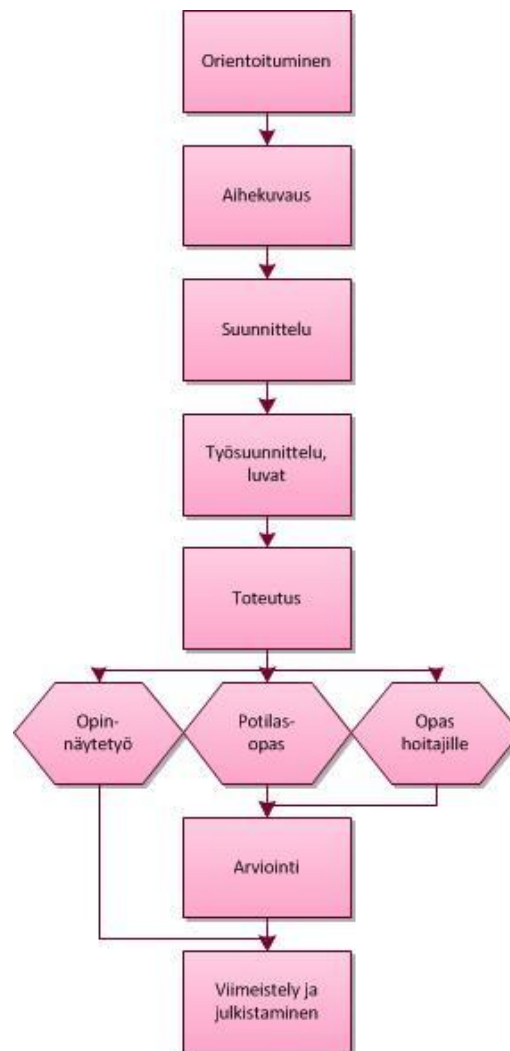 Orientoituminen
Aihekuvaus
Suunnittelu
Työsuunnittelu,
luvat
Toteutus
Opin-
näytetyö
Potilas-
opas
Opas
hoitajille
Arviointi
Viimeistely ja
julkistaminen